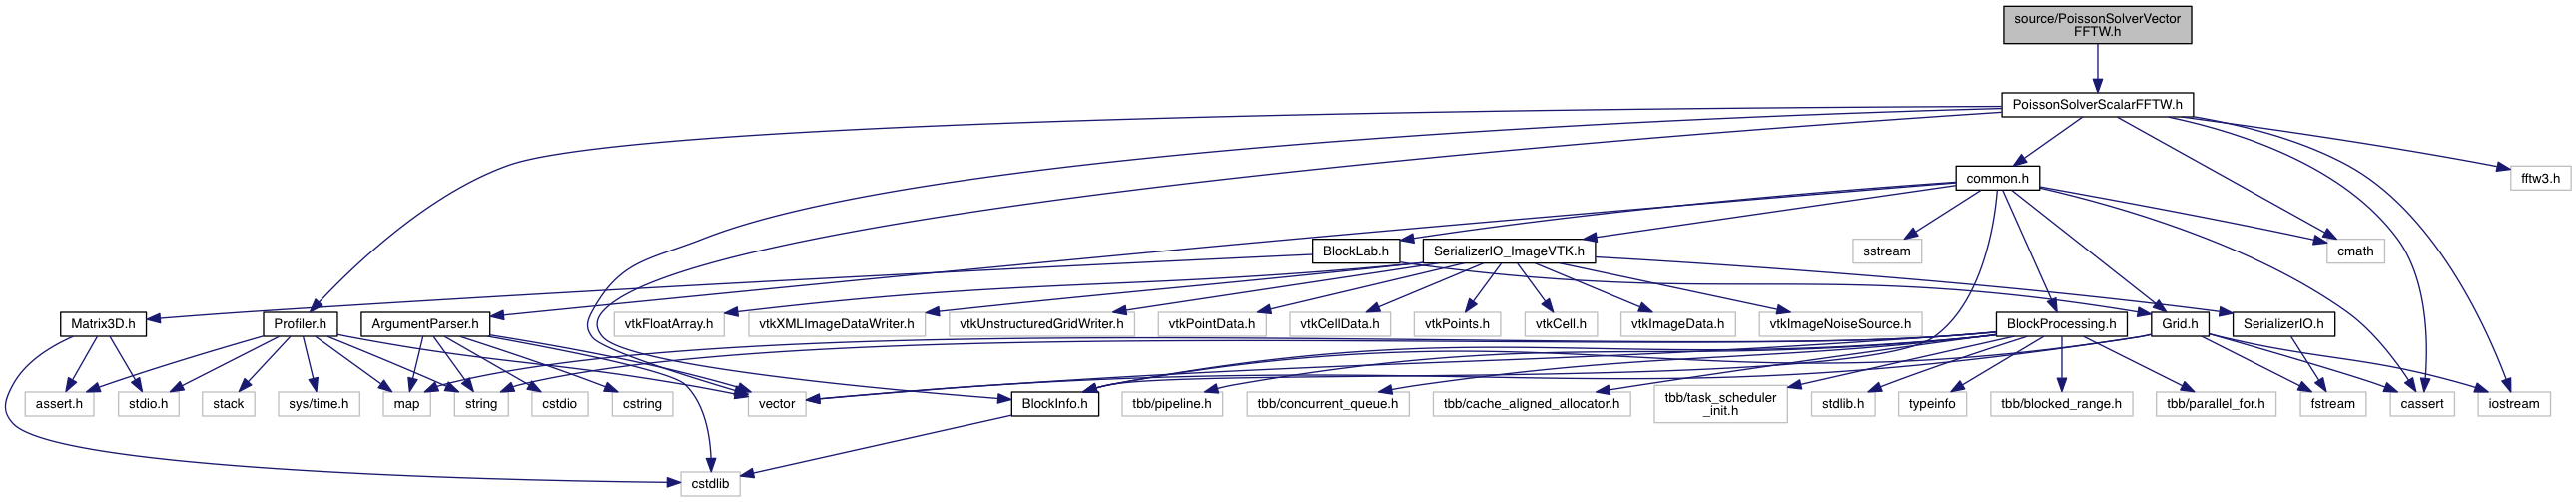 source/PoissonSolverVector
FFTW.h
PoissonSolverScalarFFTW.h
common.h
fftw3.h
BlockLab.h
SerializerIO_ImageVTK.h
sstream
cmath
Matrix3D.h
Profiler.h
ArgumentParser.h
vtkFloatArray.h
vtkXMLImageDataWriter.h
vtkUnstructuredGridWriter.h
vtkPointData.h
vtkCellData.h
vtkPoints.h
vtkCell.h
vtkImageData.h
vtkImageNoiseSource.h
BlockProcessing.h
Grid.h
SerializerIO.h
assert.h
stdio.h
stack
sys/time.h
map
string
cstdio
cstring
vector
BlockInfo.h
tbb/pipeline.h
tbb/concurrent_queue.h
tbb/cache_aligned_allocator.h
tbb/task_scheduler
_init.h
stdlib.h
typeinfo
tbb/blocked_range.h
tbb/parallel_for.h
fstream
cassert
iostream
cstdlib